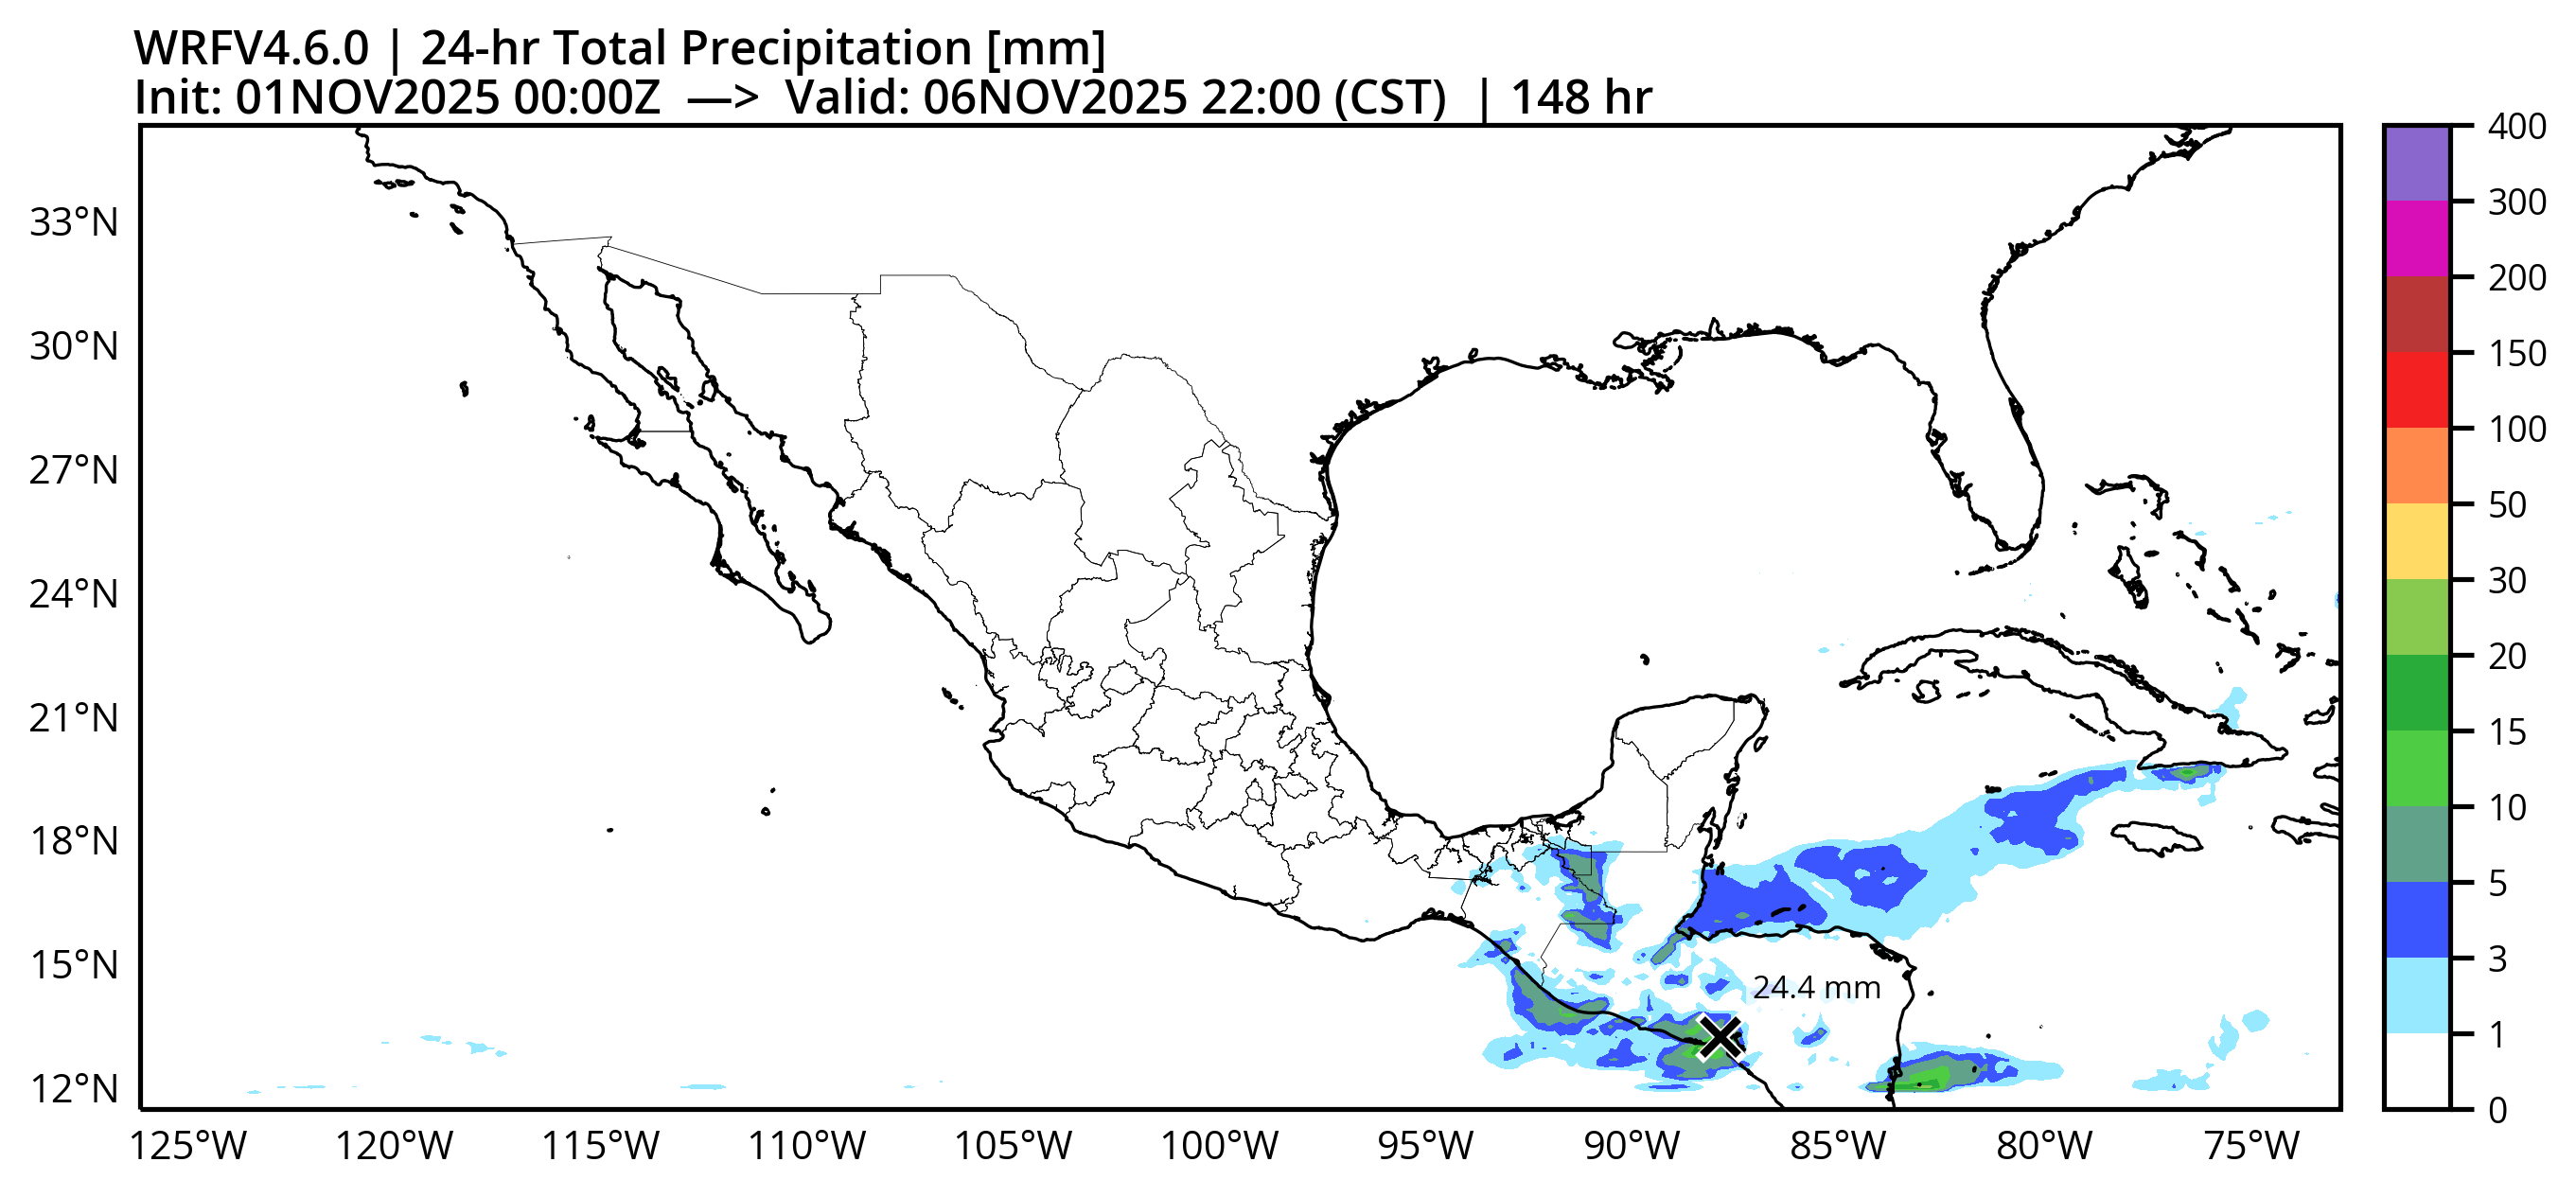 WRFV4.6.0 | 24-hr Total Precipitation [mm]
Init: 01NOV2025 00:00Z —> Valid: 06NOV2025 22:00 (CST) | 148 hr
33°N
30°N
27°N
24°N
21°N
18°N
15°N
12°N
24.4 mm
125°W 120°W 115°W 110°W 105°W 100°W 95°W 90°W 85°W 80°W 75°W
400
300
200
150
100
50
30
20
15
10
5
3
1
0